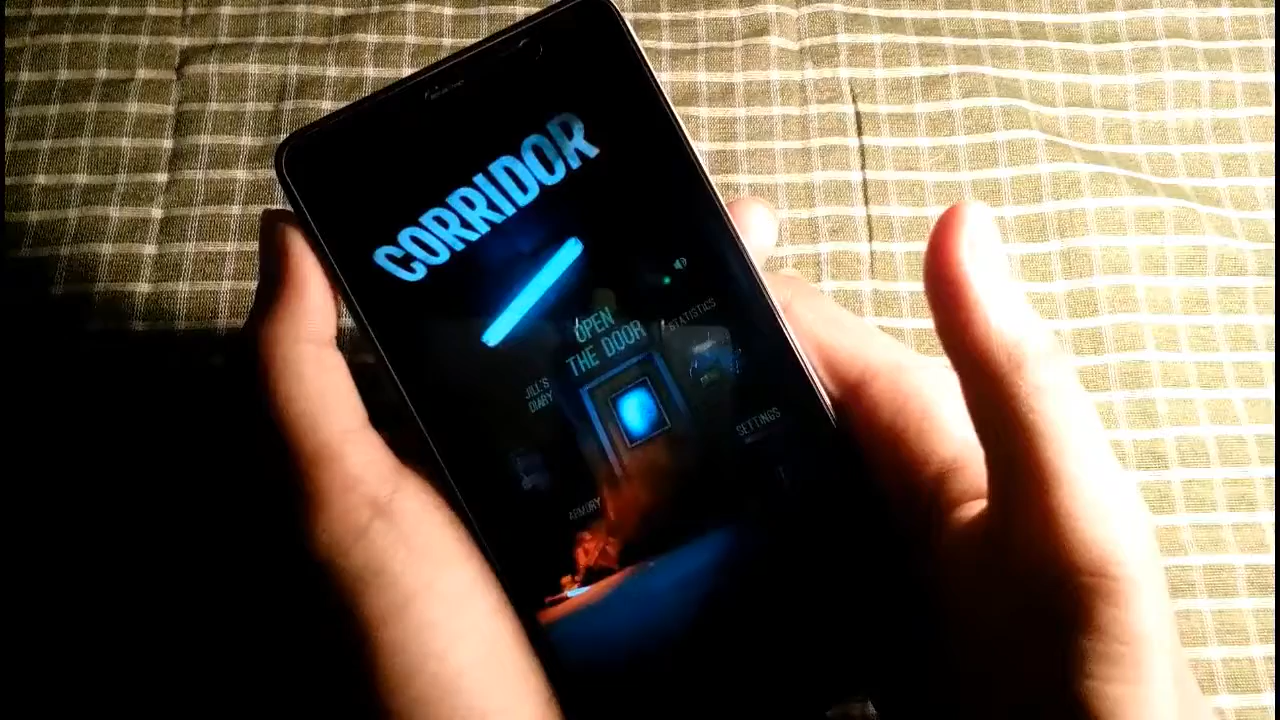 CORRIDOR
OPEN
THE DOOR
STATISTICS
JILL'S
DIARY
SETTINGS
ARMORY